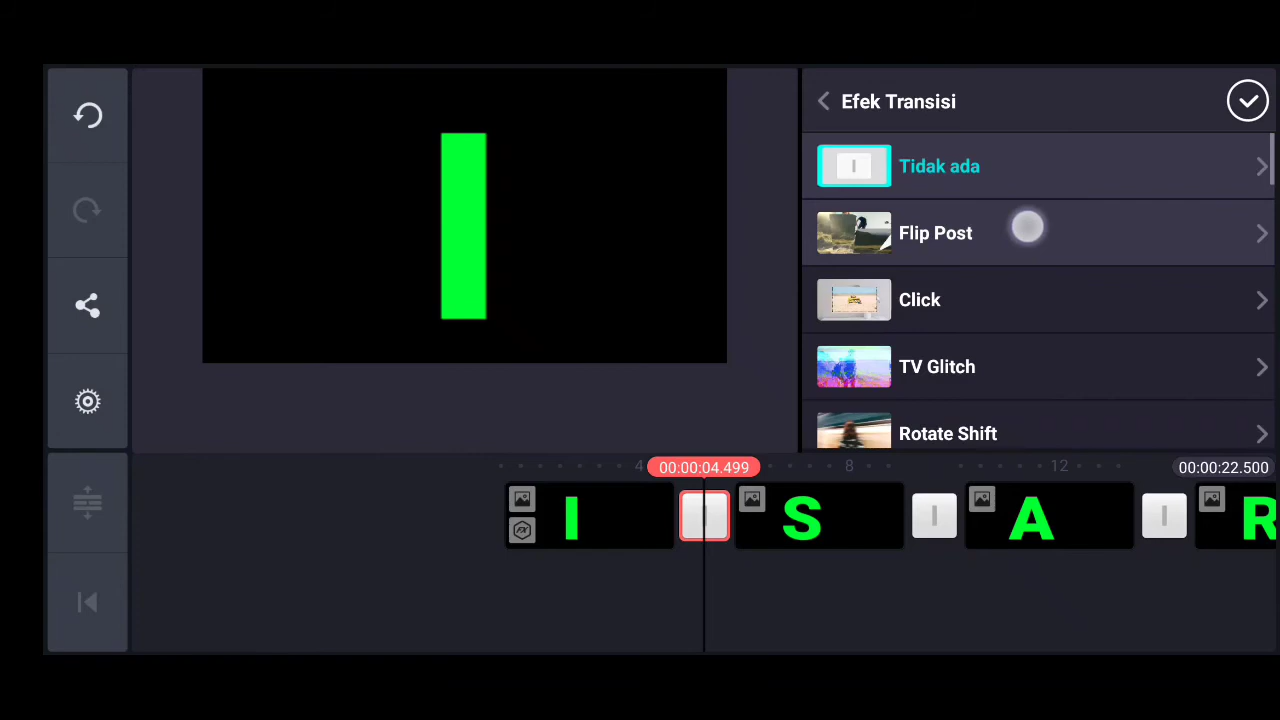 Efek Transisi
I
Tidak ada
Flip Post
Click
TV Glitch
Rotate Shift
4
00:00:04.499
8
12
00:00:22.500
I
S
A
R